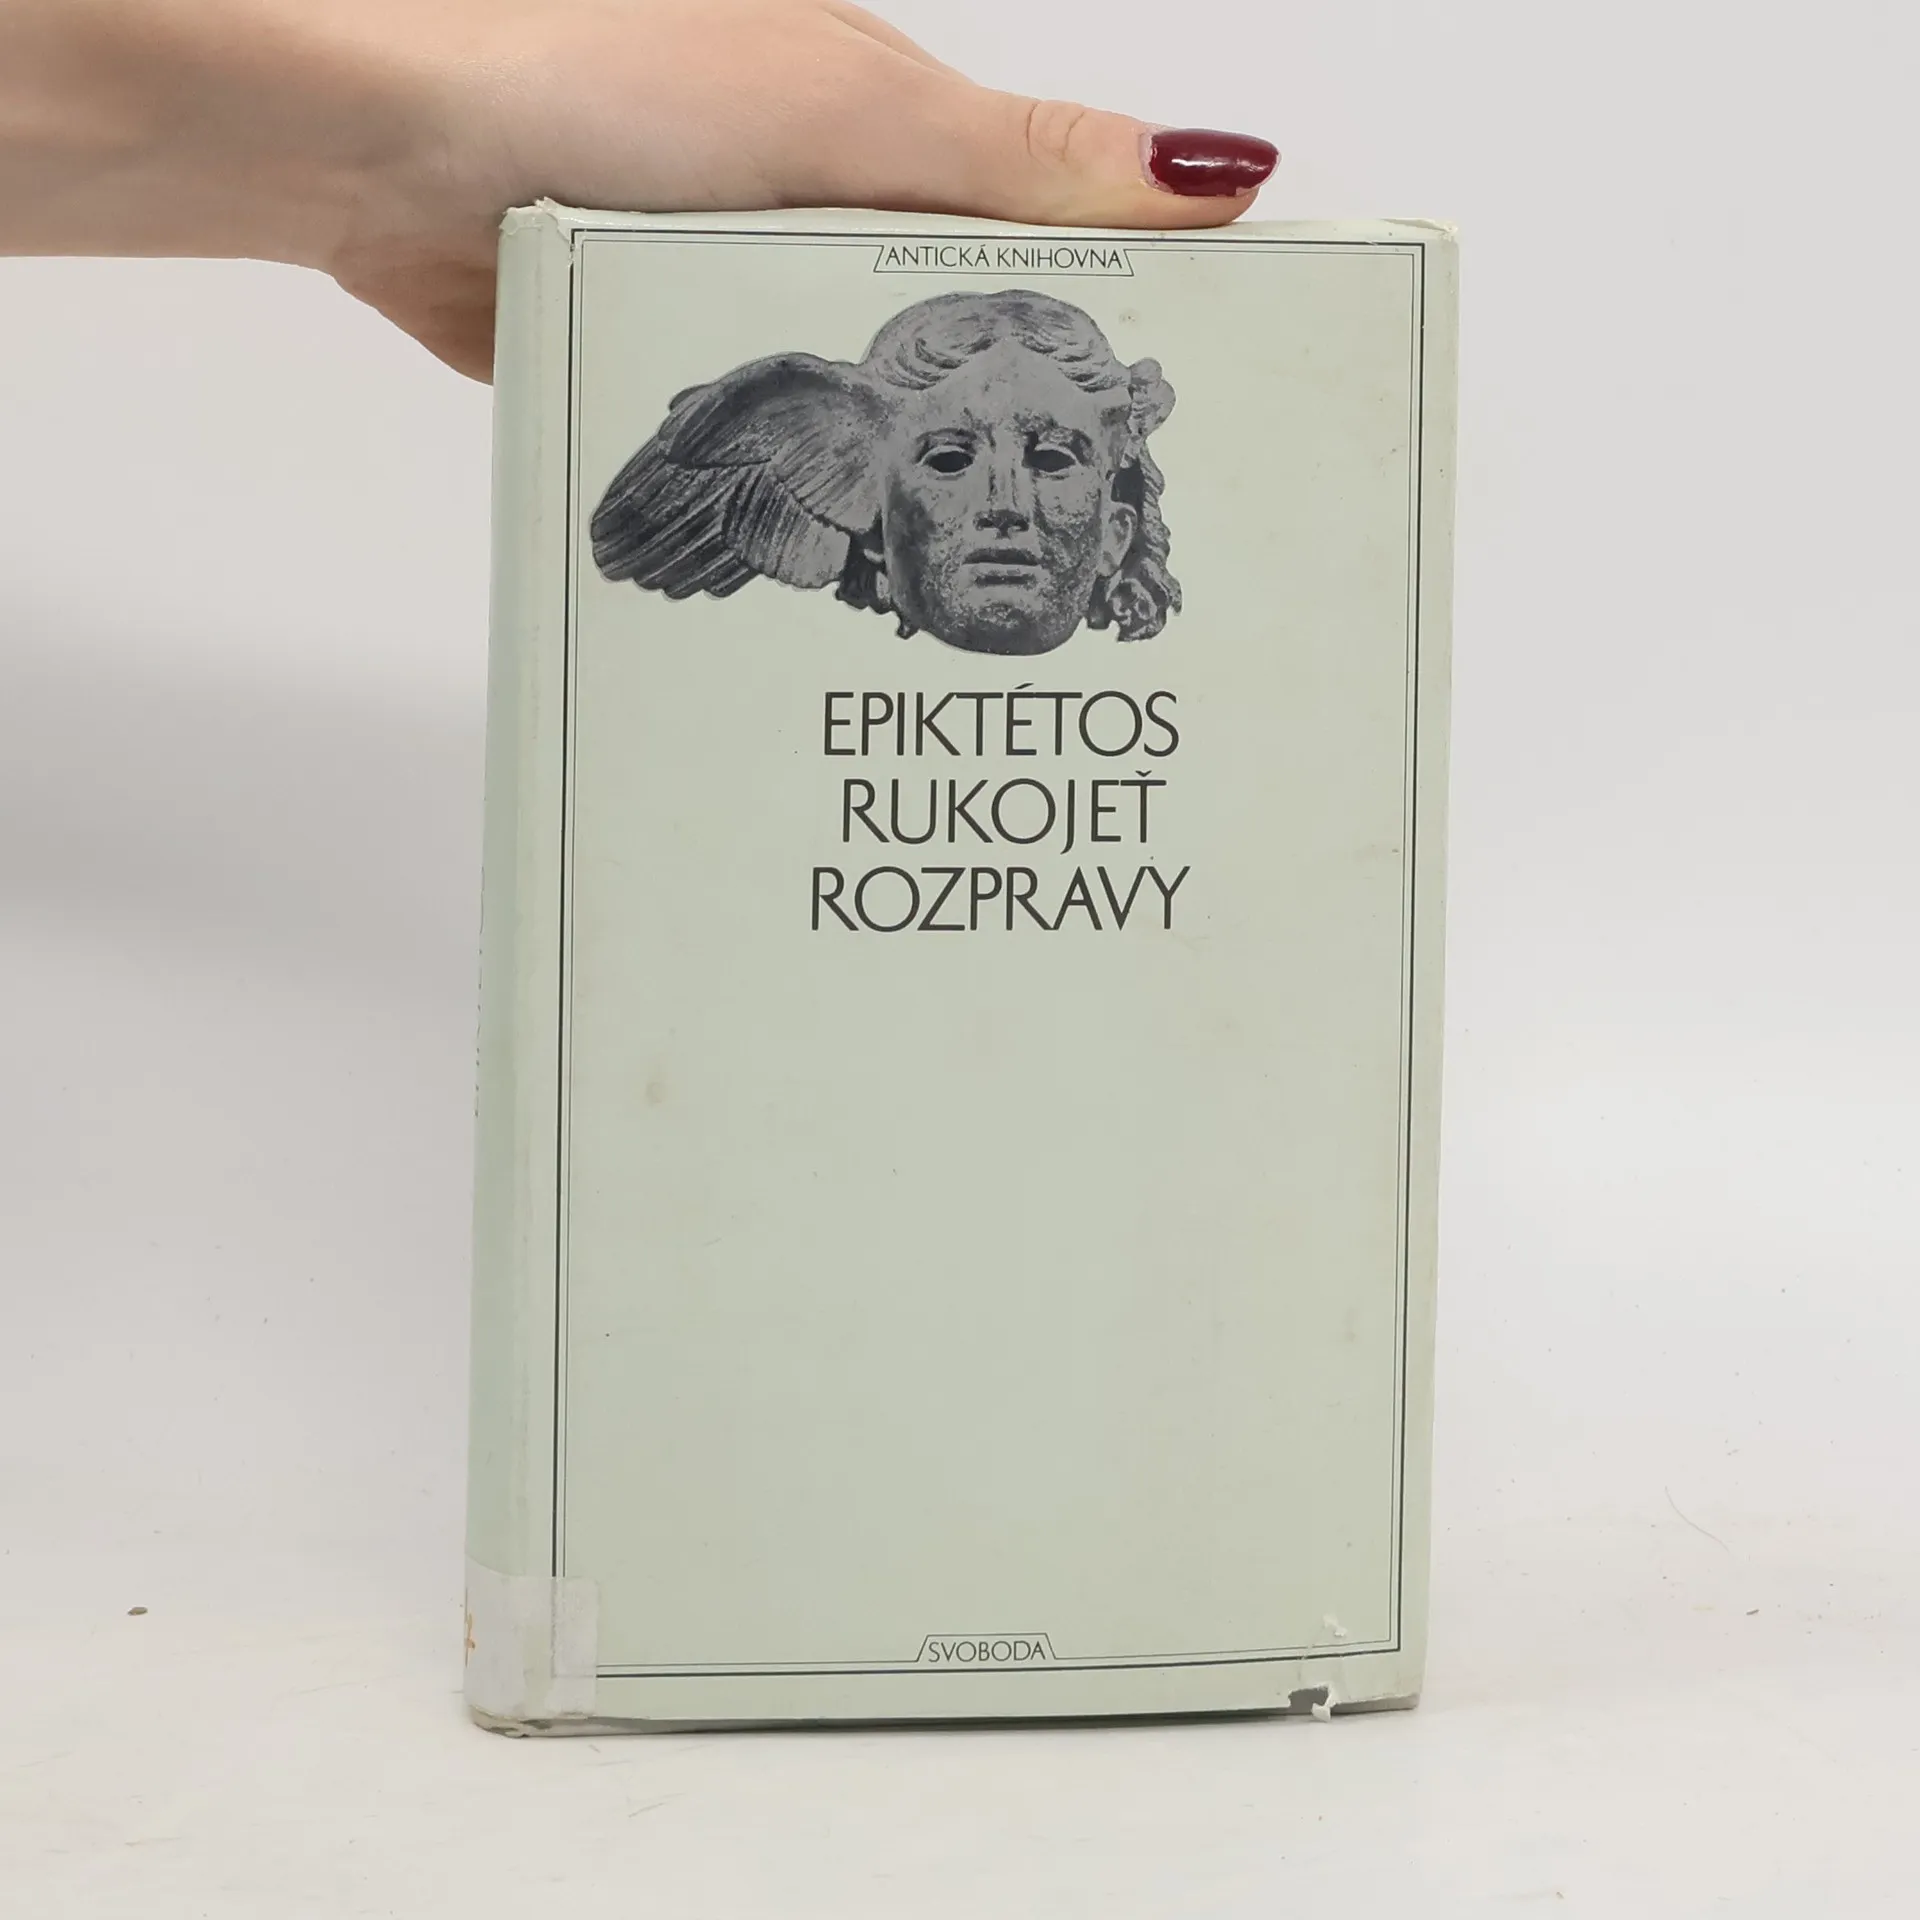 ANTICKÁ KNIHOVNA
EPIKTÉTOS
RUKOJEŤ
ROZPRAVY
SVOBODA